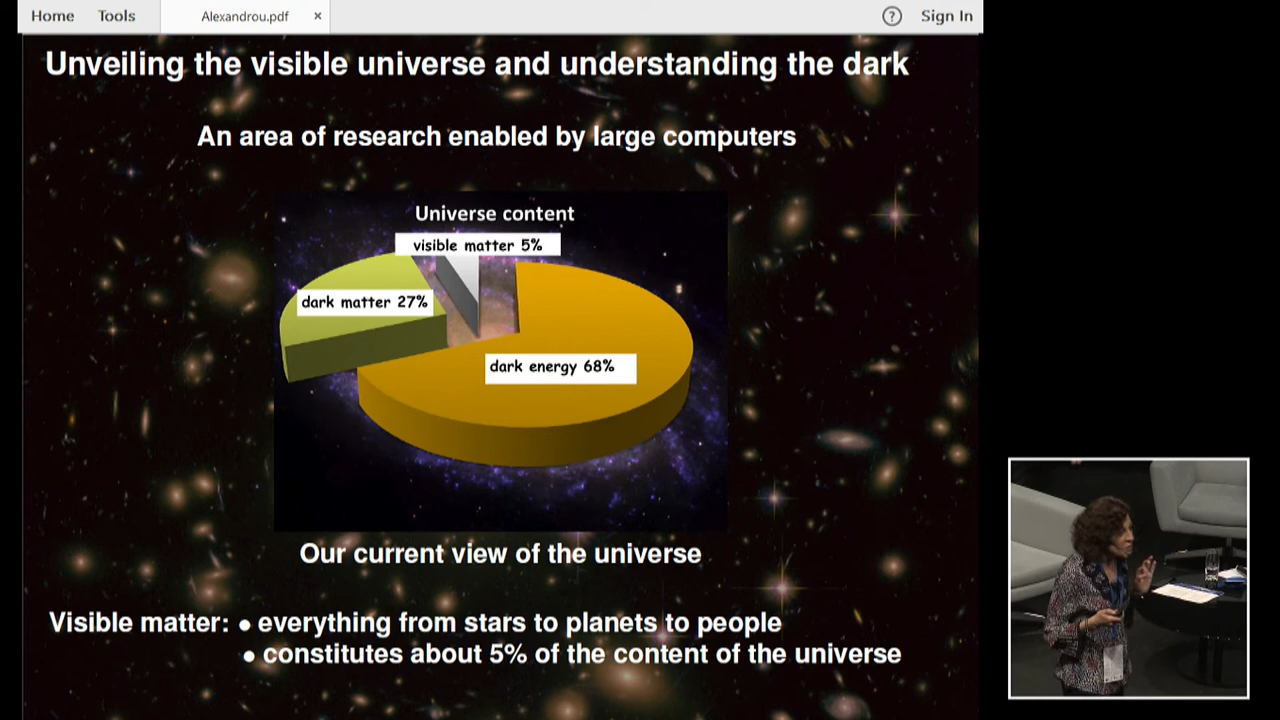 Home Tools Alexandrou.pdf × ? Sign In
Unveiling the visible universe and understanding the dark
An area of research enabled by large computers
Universe content
visible matter 5%
dark matter 27%
dark energy 68%
Our current view of the universe
Visible matter: • everything from stars to planets to people
• constitutes about 5% of the content of the universe